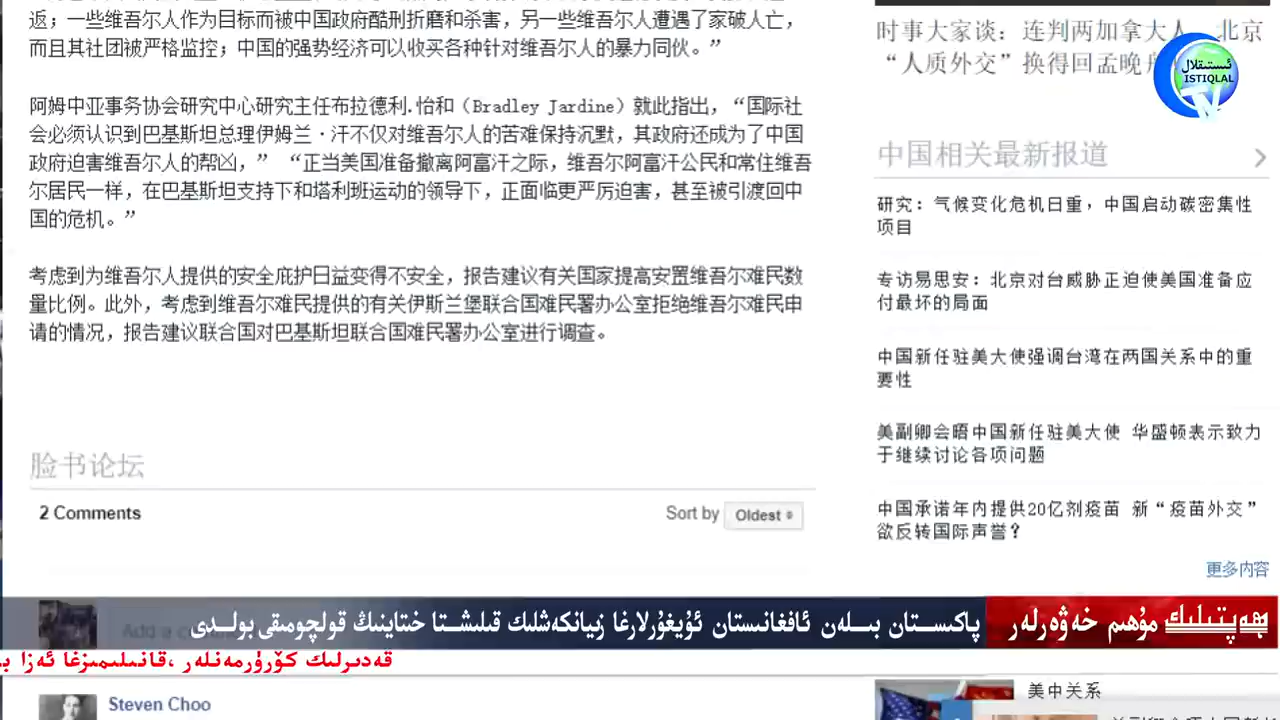 返；一些维吾尔人作为目标而被中国政府酷刑折磨和杀害，另一些维吾尔人遭遇了家破人亡，
而且其社团被严格监控；中国的强势经济可以收买各种针对维吾尔人的暴力同伙。”
阿姆中亚事务协会研究中心研究主任布拉德利.怡和（Bradley Jardine）就此指出，“国际社
会必须认识到巴基斯坦总理伊姆兰·汗不仅对维吾尔人的苦难保持沉默，其政府还成为了中国
政府迫害维吾尔人的帮凶，” “正当美国准备撤离阿富汗之际，维吾尔阿富汗公民和常住维吾
尔居民一样，在巴基斯坦支持下和塔利班运动的领导下，正面临更严厉迫害，甚至被引渡回中
国的危机。”
考虑到为维吾尔人提供的安全庇护日益变得不安全，报告建议有关国家提高安置维吾尔难民数
量比例。此外，考虑到维吾尔难民提供的有关伊斯兰堡联合国难民署办公室拒绝维吾尔难民申
请的情况，报告建议联合国对巴基斯坦联合国难民署办公室进行调查。
脸书论坛
2 Comments
Sort by Oldest
Add a
Steven Choo
时事大家谈：连判两加拿大人 北京
“人质外交”换得回孟晚
ئىستىقلال
ISTIQLAL
TV
中国相关最新报道
研究：气候变化危机日重，中国启动碳密集性
项目
专访易思安：北京对台威胁正迫使美国准备应
付最坏的局面
中国新任驻美大使强调台湾在两国关系中的重
要性
美副卿会晤中国新任驻美大使 华盛顿表示致力
于继续讨论各项问题
中国承诺年内提供20亿剂疫苗 新“疫苗外交”
欲反转国际声誉？
更多内容
ھەپتىلىك مۇھىم خەۋەرلەر
پاكىستان بىلەن ئافغانىستان ئۇيغۇرلارغا زىيانكەشلىك قىلىشتا خىتاينىڭ قولچومىقى بولدى
قەدىرلىك كۆرۈرمەنلەر ،قانىلىمىزغا ئەزا
美中关系